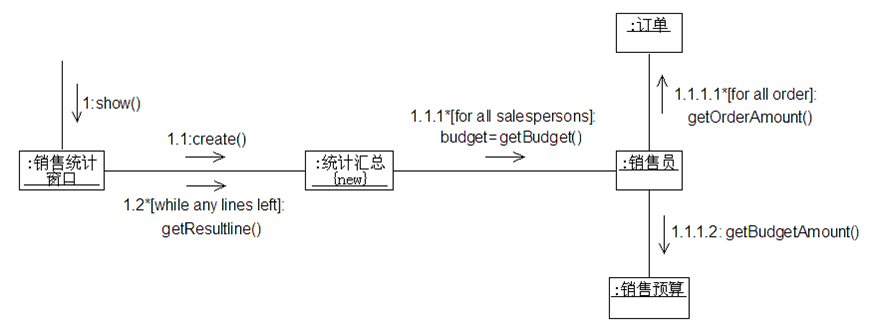 :订单
1:show()
1.1.1.1*[for all order]:
getOrderAmount()
1.1.1*[for all salespersons]:
budget=getBudget()
1.1:create()
:销售统计
窗口
:统计汇总
{new}
:销售员
1.2*[while any lines left]:
getResultline()
1.1.1.2: getBudgetAmount()
:销售预算